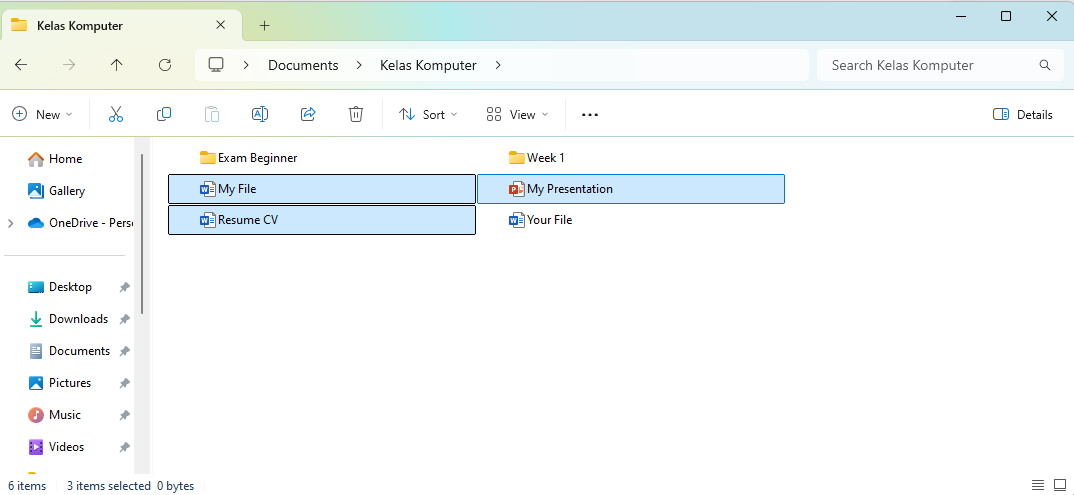 Kelas Komputer
Documents > Kelas Komputer >
Search Kelas Komputer
New
Sort
View
Details
Home
Gallery
OneDrive - Pers
Desktop
Downloads
Documents
Pictures
Music
Videos
Exam Beginner
Week 1
My File
My Presentation
Resume CV
Your File
6 items
3 items selected 0 bytes